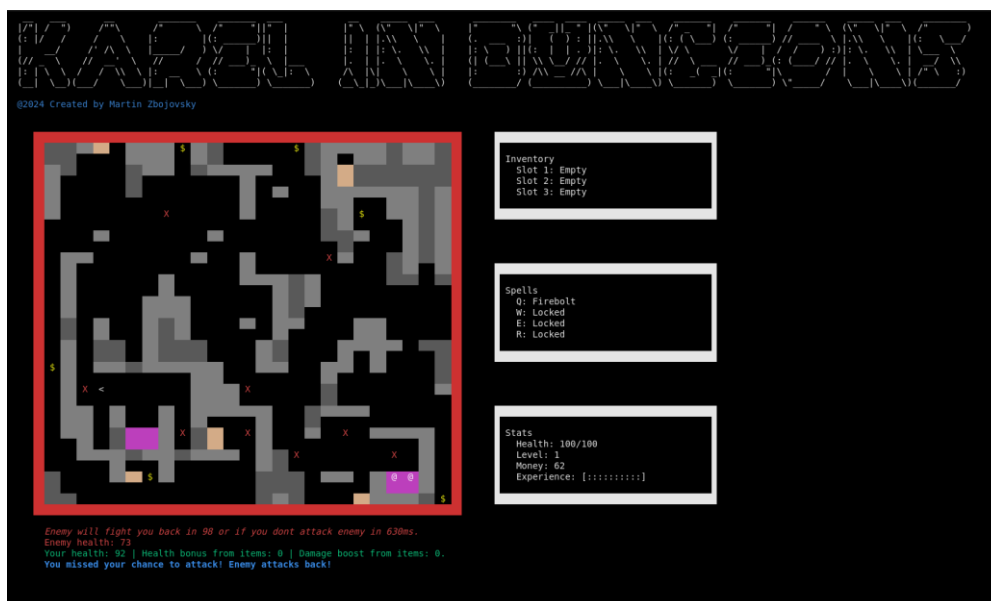 KAREL IN DUNGEONS
@2024 Created by Martin Zbojovsky
Inventory
Slot 1: Empty
Slot 2: Empty
Slot 3: Empty
Spells
Q: Firebolt
W: Locked
E: Locked
R: Locked
Stats
Health: 100/100
Level: 1
Money: 62
Experience: [::::::::::]
Enemy will fight you back in 98 or if you dont attack enemy in 630ms.
Enemy health: 73
Your health: 92 | Health bonus from items: 0 | Damage boost from items: 0.
You missed your chance to attack! Enemy attacks back!